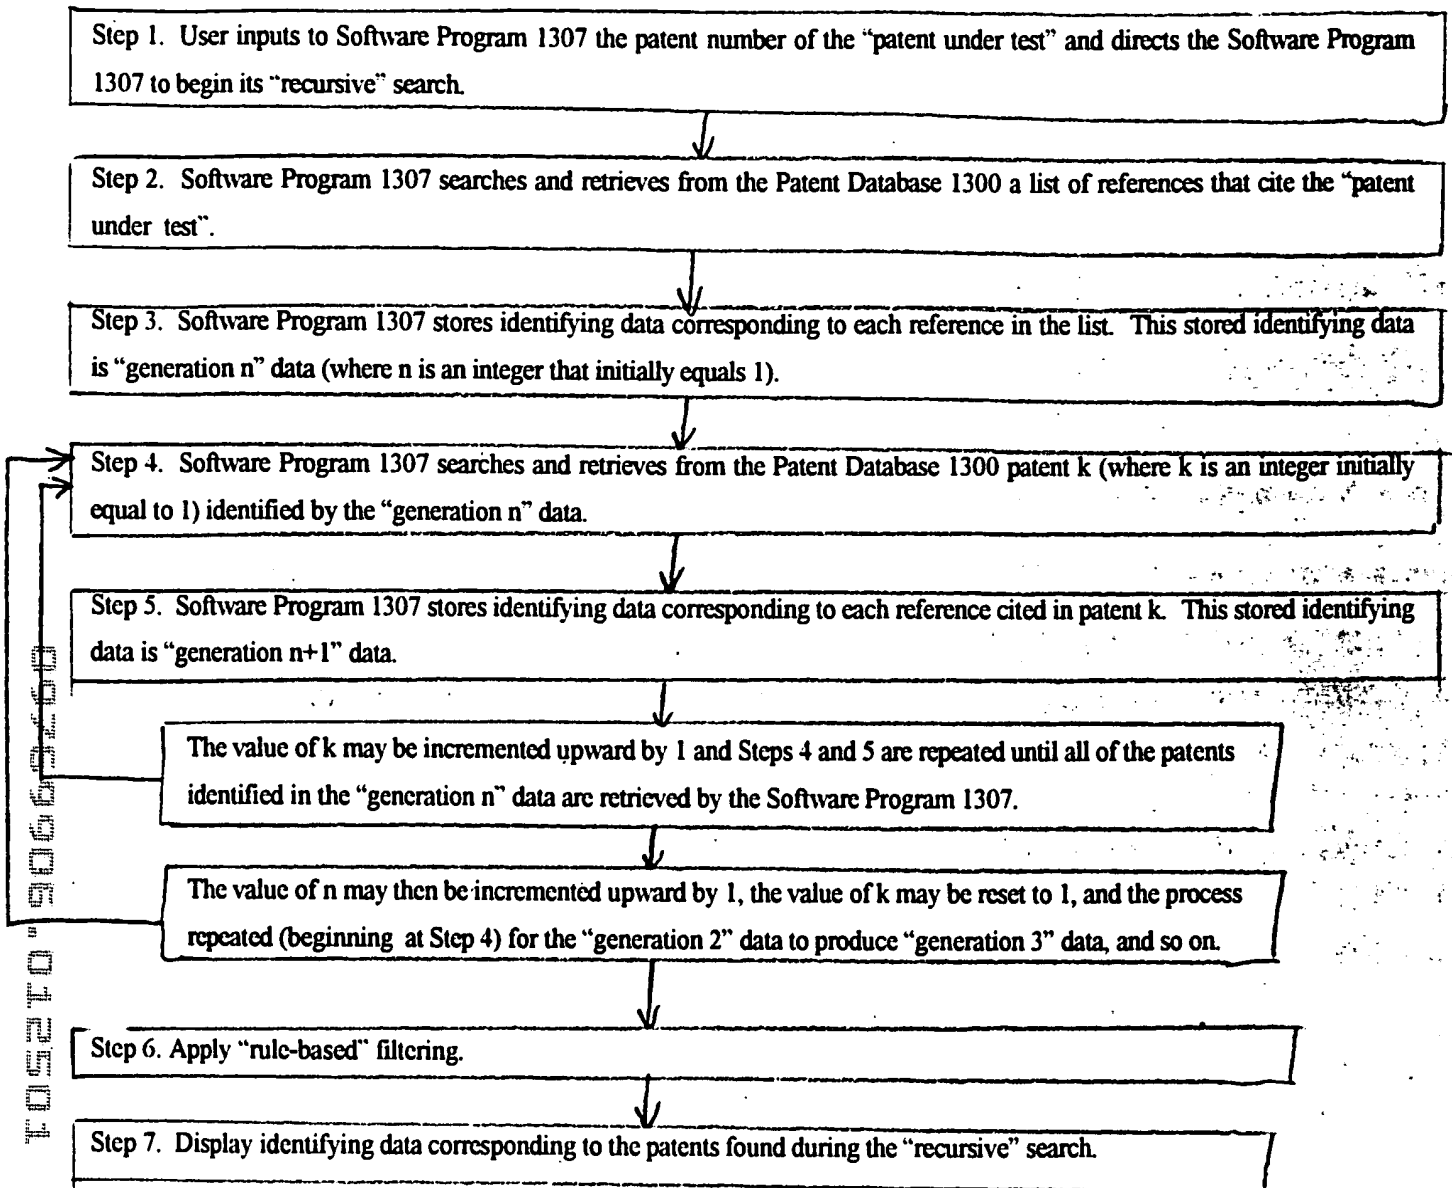 Step 1. User inputs to Software Program 1307 the patent number of the “patent under test” and directs the Software Program
1307 to begin its “recursive” search.
Step 2. Software Program 1307 searches and retrieves from the Patent Database 1300 a list of references that cite the “patent
under test”.
Step 3. Software Program 1307 stores identifying data corresponding to each reference in the list. This stored identifying data
is “generation n” data (where n is an integer that initially equals 1).
Step 4. Software Program 1307 searches and retrieves from the Patent Database 1300 patent k (where k is an integer initially
equal to 1) identified by the “generation n” data.
Step 5. Software Program 1307 stores identifying data corresponding to each reference cited in patent k. This stored identifying
data is “generation n+1” data.
The value of k may be incremented upward by 1 and Steps 4 and 5 are repeated until all of the patents
identified in the “generation n” data are retrieved by the Software Program 1307.
The value of n may then be incremented upward by 1, the value of k may be reset to 1, and the process
repeated (beginning at Step 4) for the “generation 2” data to produce “generation 3” data, and so on.
Step 6. Apply “rule-based” filtering.
Step 7. Display identifying data corresponding to the patents found during the “recursive” search.